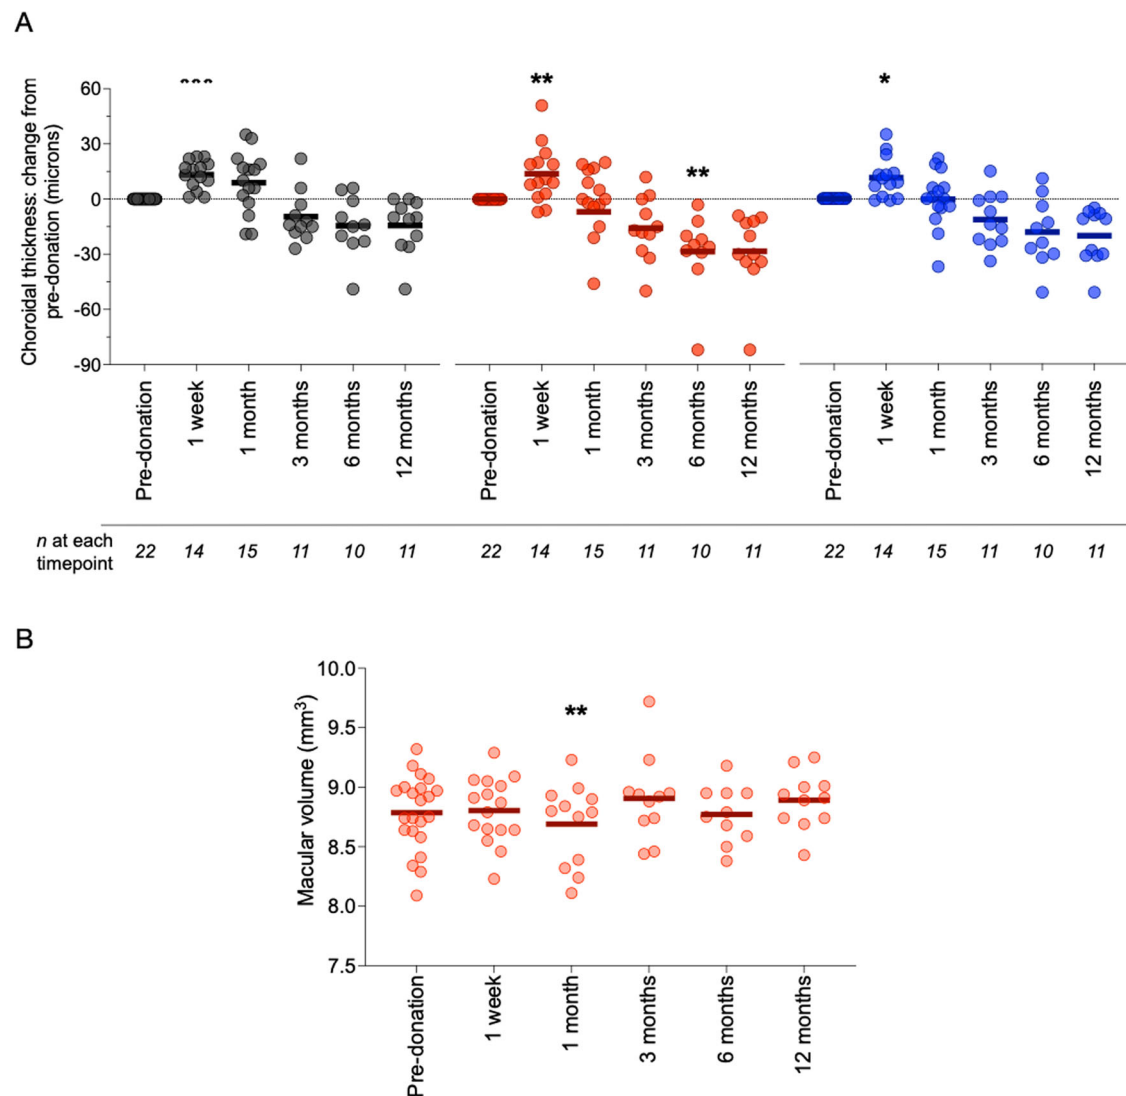 A
*** ** *
**
Choroidal thickness: change from
pre-donation (microns)
60
30
0
-30
-60
-90
Pre-donation 1 week 1 month 3 months 6 months 12 months Pre-donation 1 week 1 month 3 months 6 months 12 months Pre-donation 1 week 1 month 3 months 6 months 12 months
n at each
timepoint
22 14 15 11 10 11 22 14 15 11 10 11 22 14 15 11 10 11
B
Macular volume (mm³)
10.0
9.5
9.0
8.5
8.0
7.5
**
Pre-donation 1 week 1 month 3 months 6 months 12 months